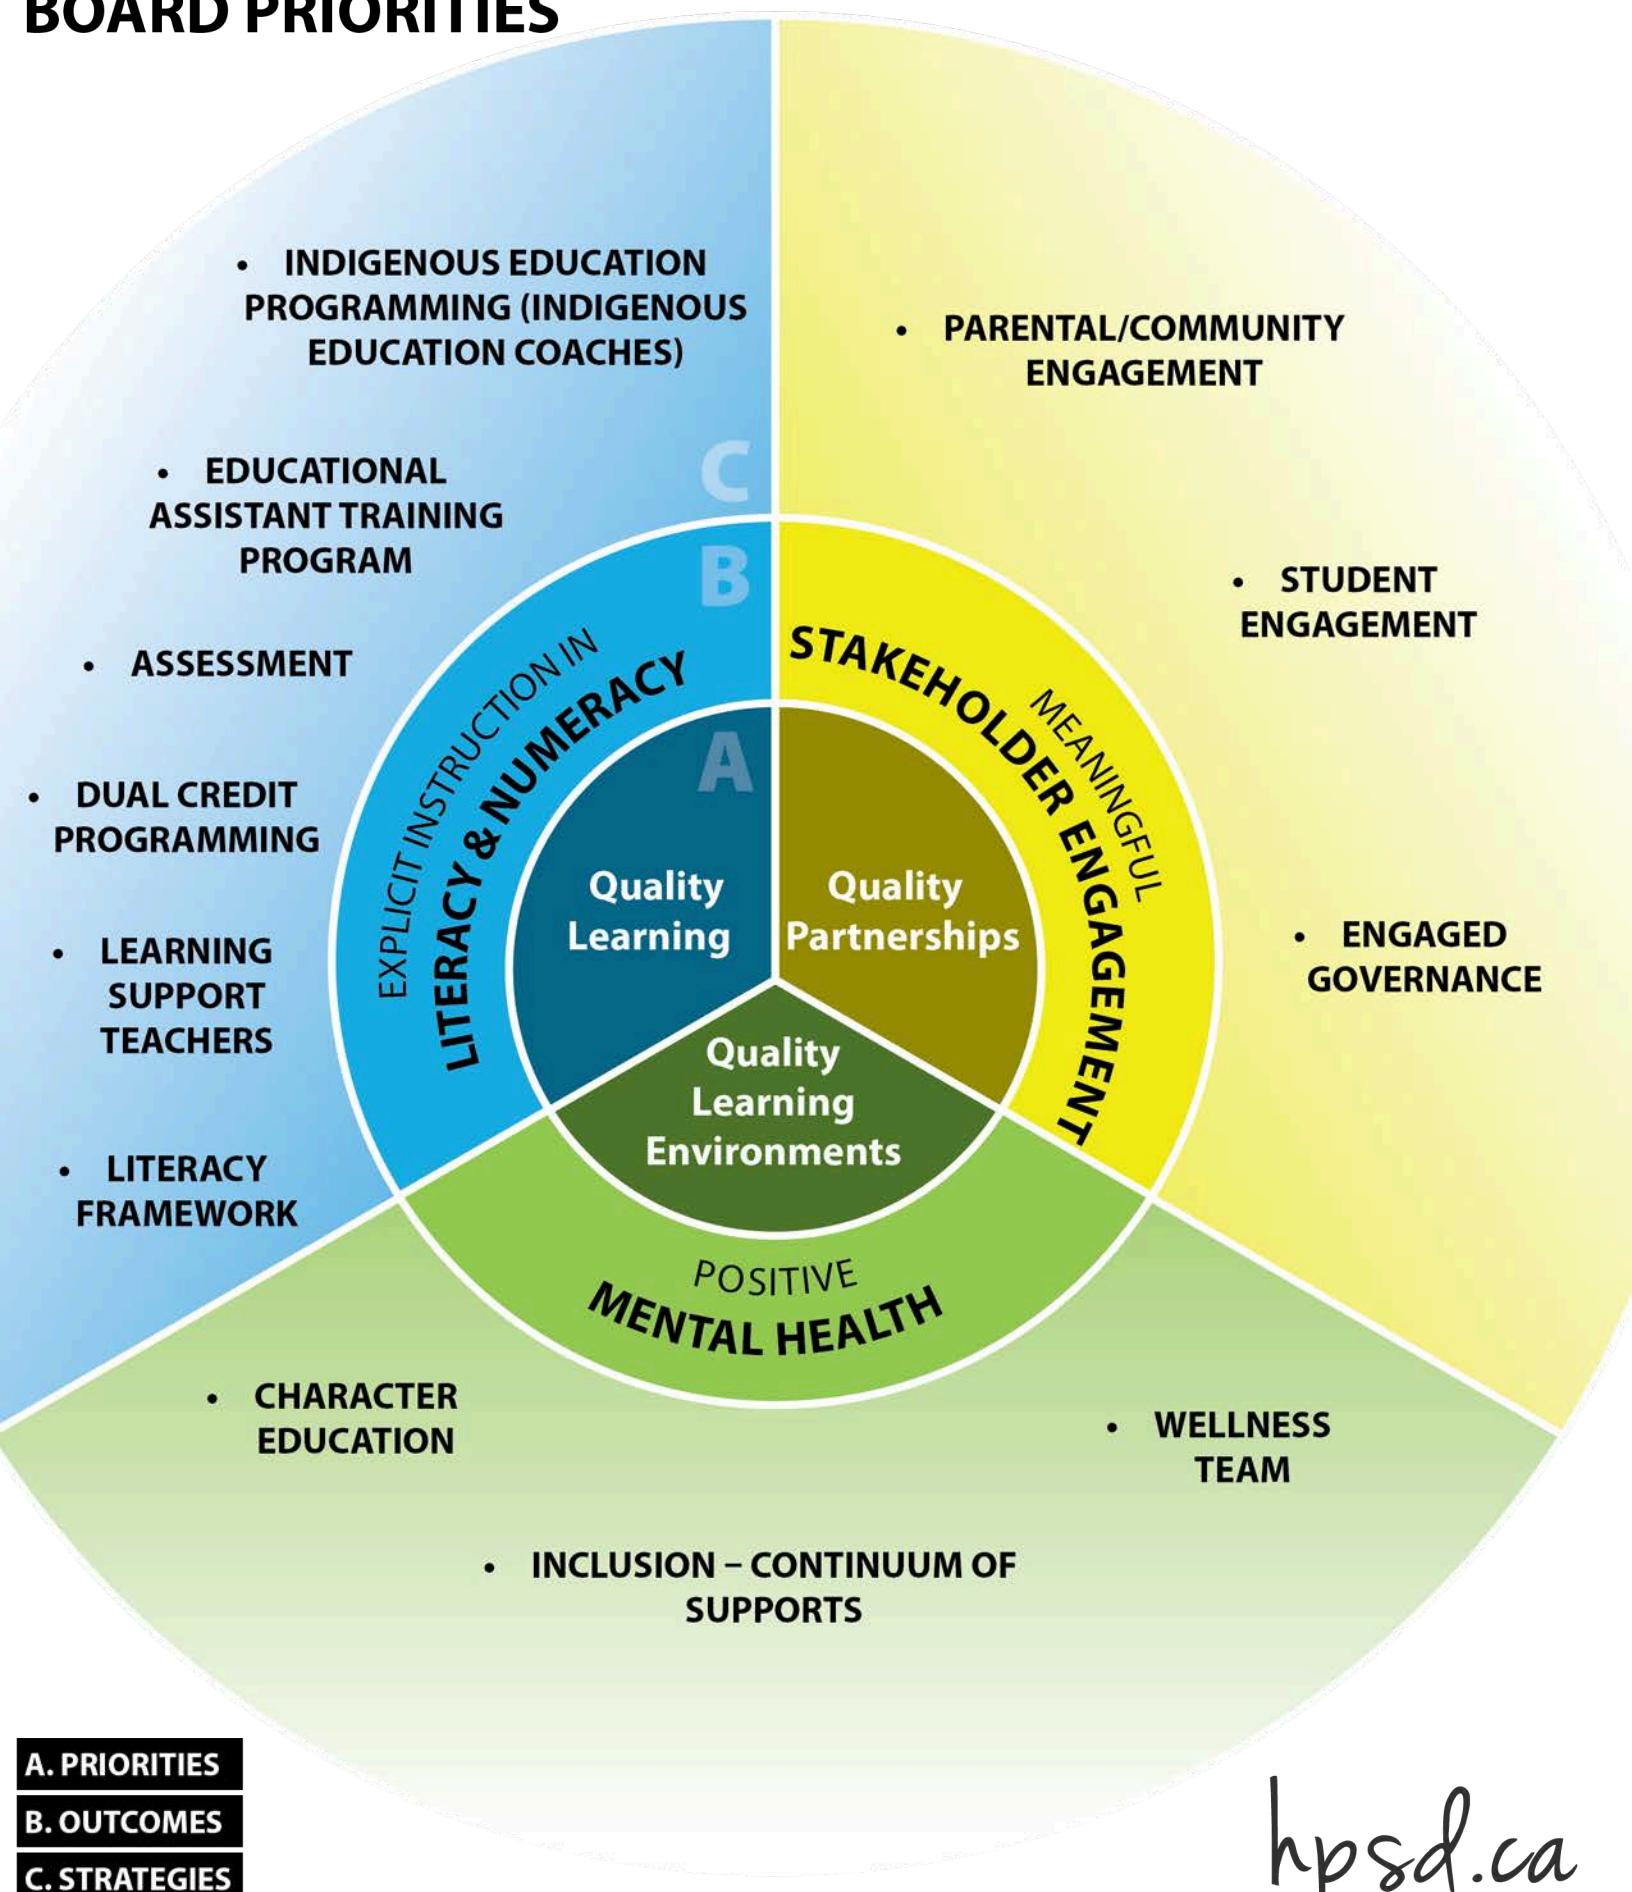 BOARD PRIORITIES
• INDIGENOUS EDUCATION
PROGRAMMING (INDIGENOUS
EDUCATION COACHES)
• EDUCATIONAL
ASSISTANT TRAINING
PROGRAM
• ASSESSMENT
• DUAL CREDIT
PROGRAMMING
• LEARNING
SUPPORT
TEACHERS
• LITERACY
FRAMEWORK
C
B
A
EXPLICIT INSTRUCTION IN
LITERACY & NUMERACY
Quality
Learning
• PARENTAL/COMMUNITY
ENGAGEMENT
• STUDENT
ENGAGEMENT
• ENGAGED
GOVERNANCE
MEANINGFUL
STAKEHOLDER ENGAGEMENT
Quality
Partnerships
Quality
Learning
Environments
POSITIVE
MENTAL HEALTH
• CHARACTER
EDUCATION
• WELLNESS
TEAM
• INCLUSION – CONTINUUM OF
SUPPORTS
A. PRIORITIES
B. OUTCOMES
C. STRATEGIES
hpsd.ca